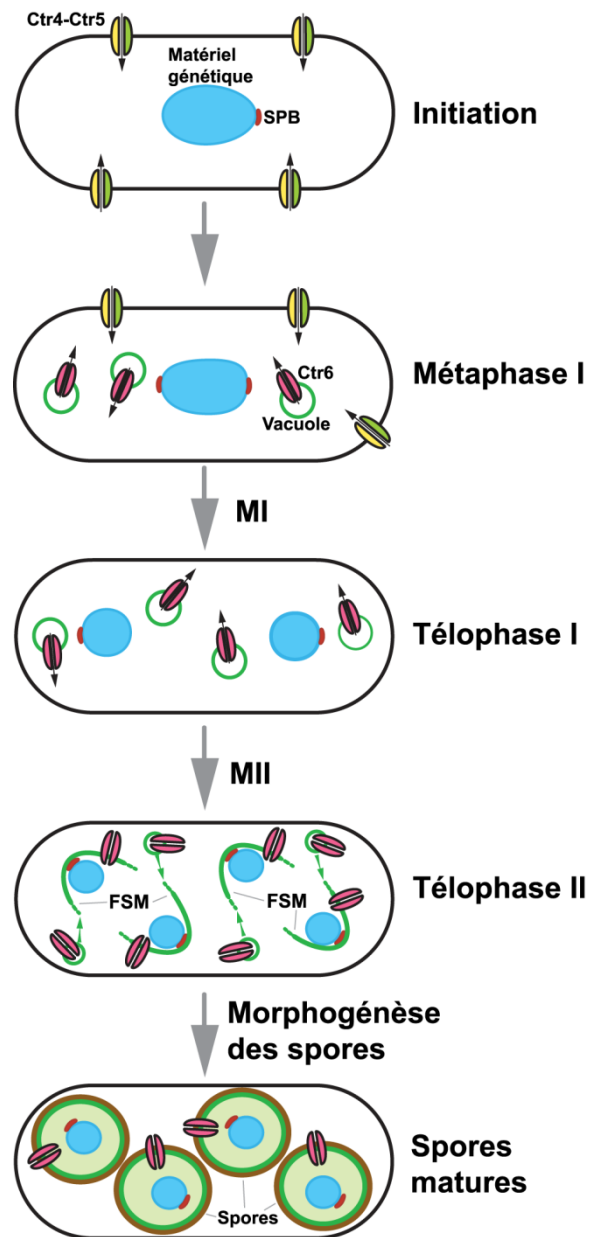 Ctr4-Ctr5
Matériel
génétique
SPB
Initiation
Ctr6
Vacuole
Métaphase I
MI
Télophase I
MII
FSM
FSM
Télophase II
Morphogénèse
des spores
Spores
Spores
matures